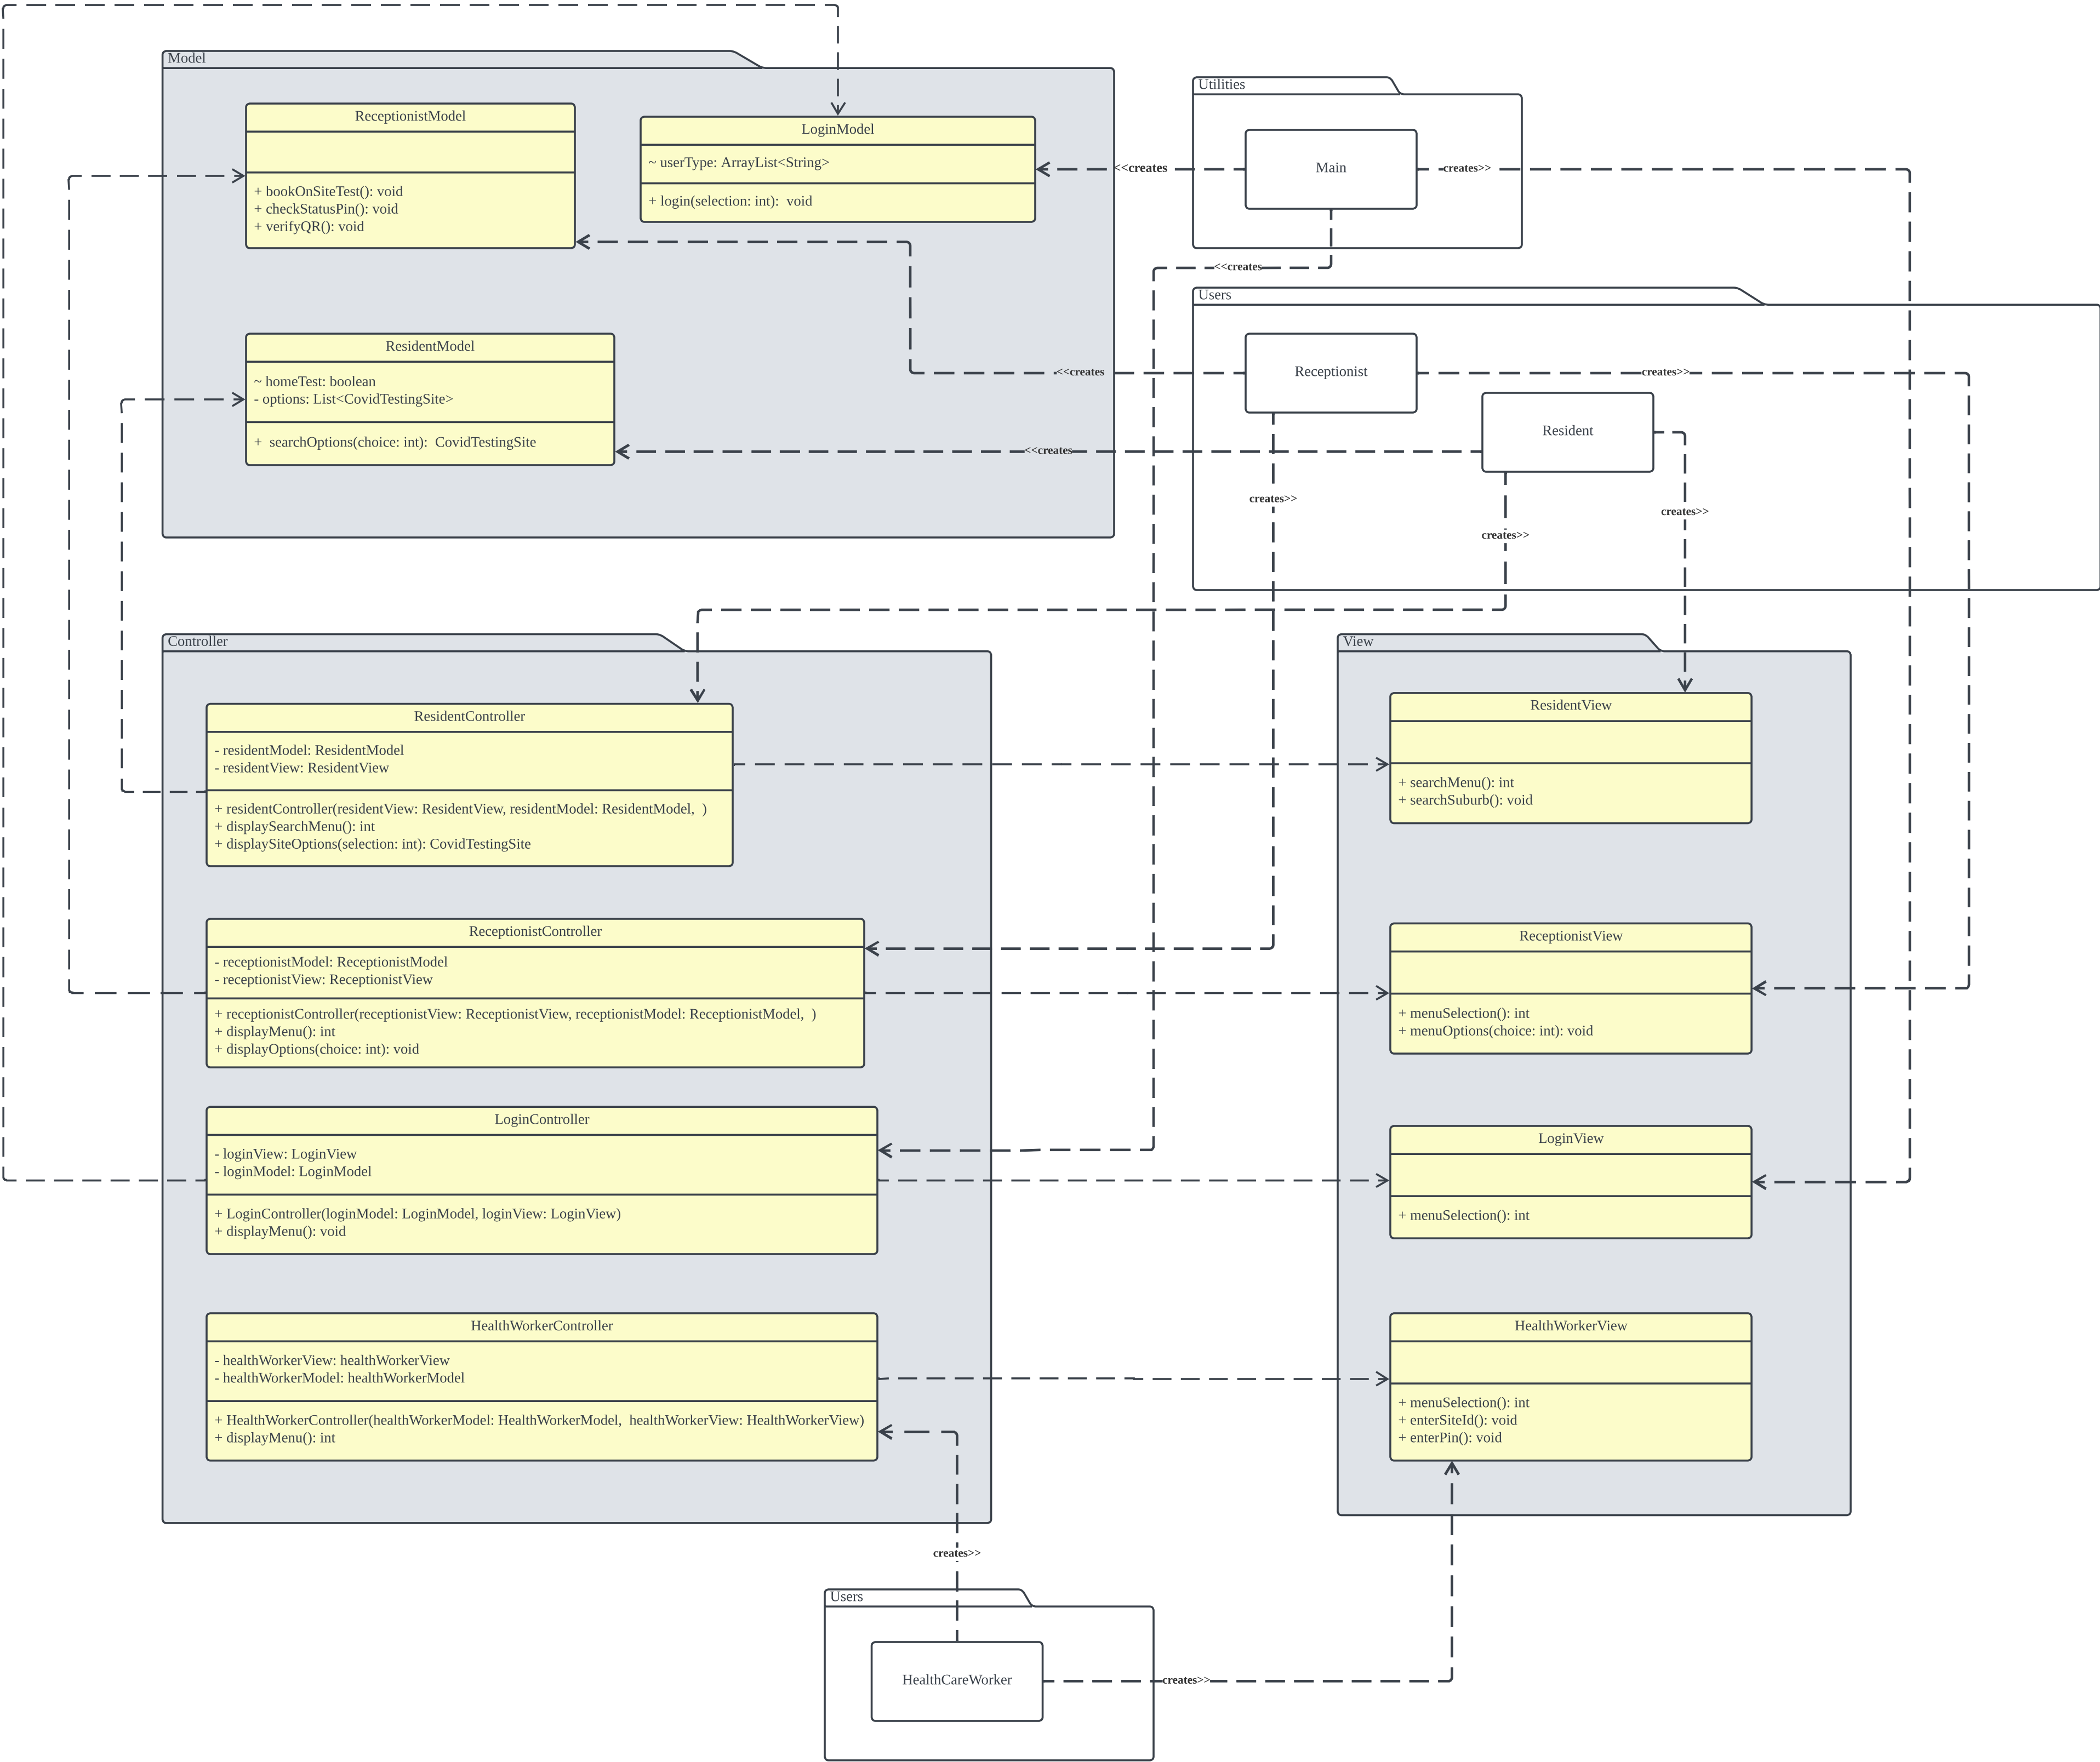 Model
ReceptionistModel
+ bookOnSiteTest(): void
+ checkStatusPin(): void
+ verifyQR(): void
LoginModel
~ userType: ArrayList<String>
+ login(selection: int):  void
ResidentModel
~ homeTest: boolean
- options: List<CovidTestingSite>
+  searchOptions(choice: int):  CovidTestingSite
Utilities
Main
<<creates
creates>>
<<creates
Users
Receptionist
Resident
<<creates
creates>>
<<creates
creates>>
creates>>
creates>>
Controller
ResidentController
- residentModel: ResidentModel
- residentView: ResidentView
+ residentController(residentView: ResidentView, residentModel: ResidentModel,  )
+ displaySearchMenu(): int
+ displaySiteOptions(selection: int): CovidTestingSite
ReceptionistController
- receptionistModel: ReceptionistModel
- receptionistView: ReceptionistView
+ receptionistController(receptionistView: ReceptionistView, receptionistModel: ReceptionistModel,  )
+ displayMenu(): int
+ displayOptions(choice: int): void
LoginController
- loginView: LoginView
- loginModel: LoginModel
+ LoginController(loginModel: LoginModel, loginView: LoginView)
+ displayMenu(): void
HealthWorkerController
- healthWorkerView: healthWorkerView
- healthWorkerModel: healthWorkerModel
+ HealthWorkerController(healthWorkerModel: HealthWorkerModel,  healthWorkerView: HealthWorkerView)
+ displayMenu(): int
View
ResidentView
+ searchMenu(): int
+ searchSuburb(): void
ReceptionistView
+ menuSelection(): int
+ menuOptions(choice: int): void
LoginView
+ menuSelection(): int
HealthWorkerView
+ menuSelection(): int
+ enterSiteId(): void
+ enterPin(): void
creates>>
Users
HealthCareWorker
creates>>